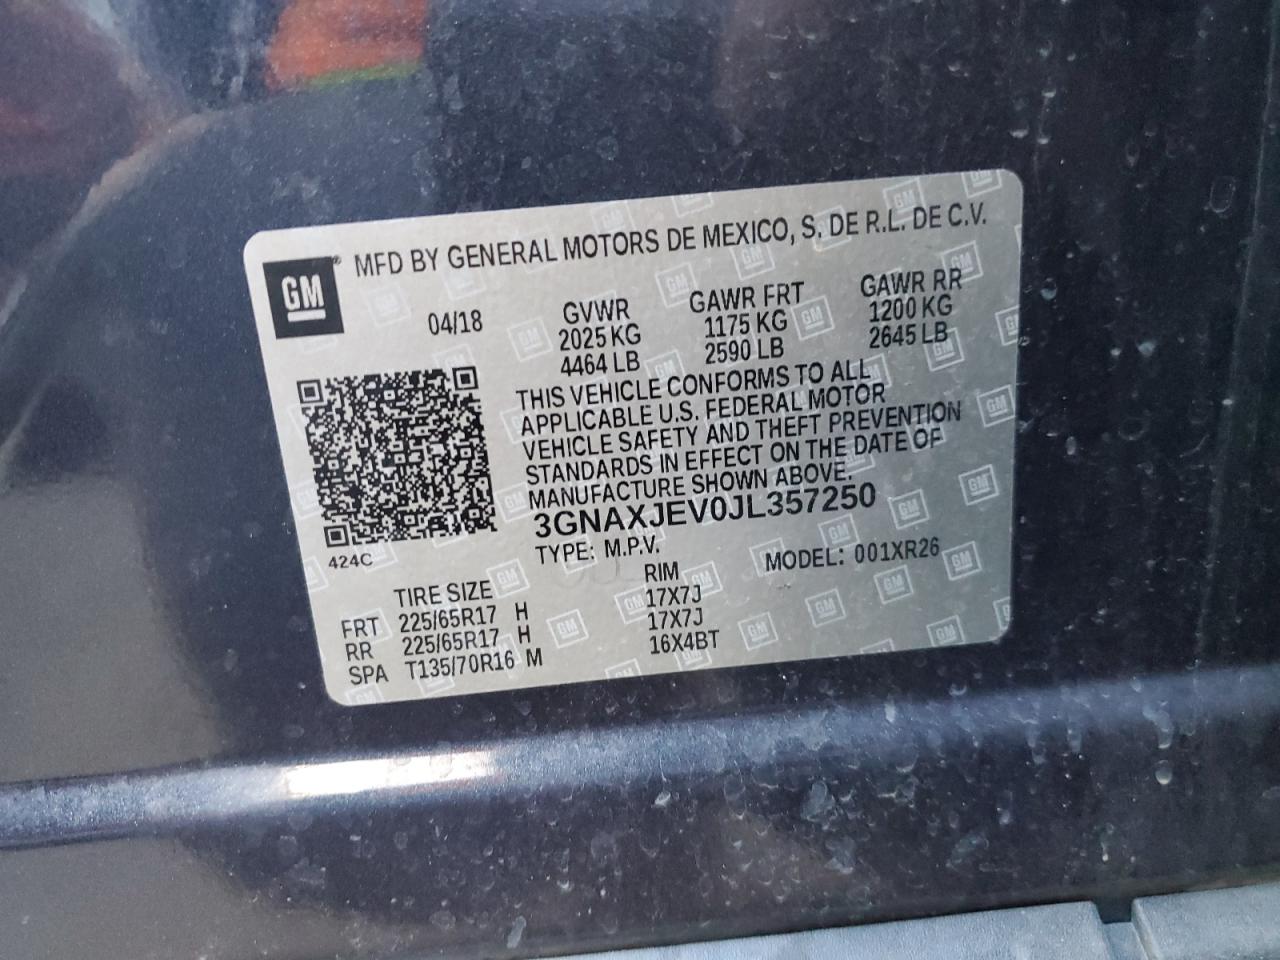 GM® MFD BY GENERAL MOTORS DE MEXICO, S. DE R.L. DE C.V.
04/18 GVWR GAWR FRT GAWR RR
2025 KG 1175 KG 1200 KG
4464 LB 2590 LB 2645 LB
THIS VEHICLE CONFORMS TO ALL
APPLICABLE U.S. FEDERAL MOTOR
VEHICLE SAFETY AND THEFT PREVENTION
STANDARDS IN EFFECT ON THE DATE OF
MANUFACTURE SHOWN ABOVE.
3GNAXJEV0JL357250
424C TYPE: M.P.V. MODEL: 001XR26
TIRE SIZE RIM
FRT 225/65R17 H 17X7J
RR 225/65R17 H 17X7J
SPA T135/70R16 M 16X4BT